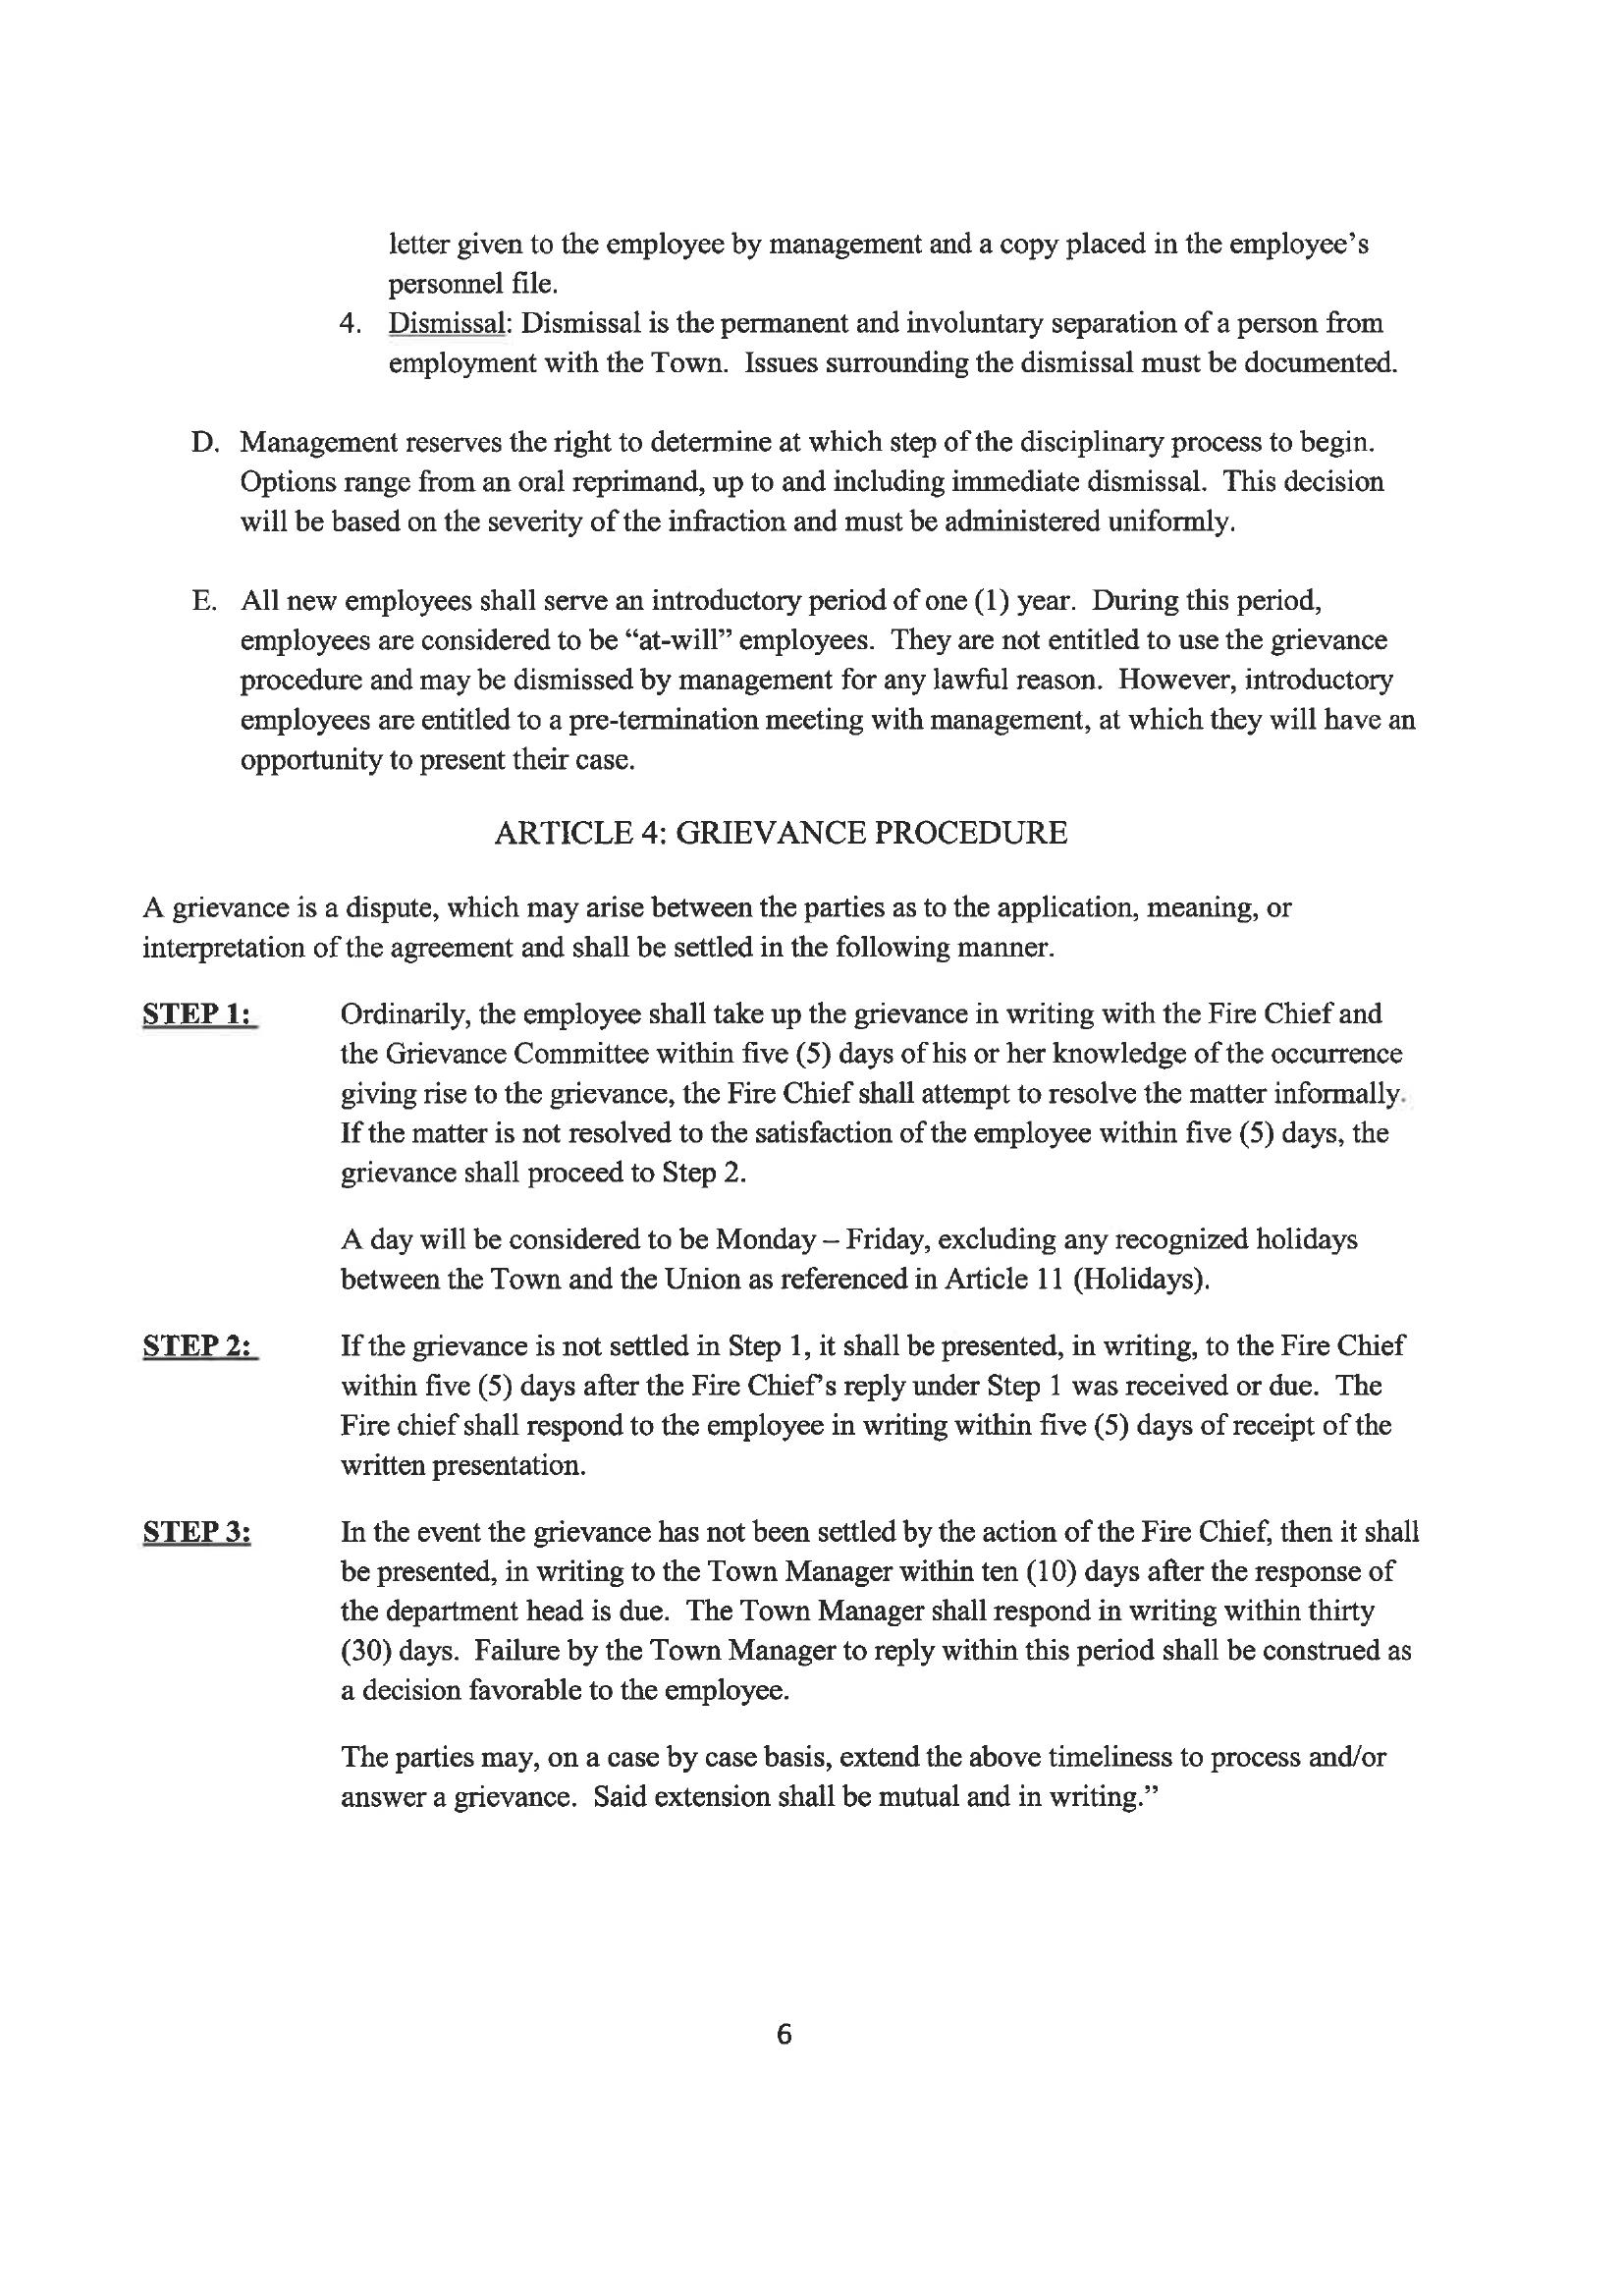 letter given to the employee by management and a copy placed in the employee's
personnel file.
4. Dismissal: Dismissal is the permanent and involuntary separation of a person from
employment with the Town. Issues surrounding the dismissal must be documented.
D. Management reserves the right to determine at which step of the disciplinary process to begin.
Options range from an oral reprimand, up to and including immediate dismissal. This decision
will be based on the severity of the infraction and must be administered uniformly.
E. All new employees shall serve an introductory period of one (1) year. During this period,
employees are considered to be “at-will” employees. They are not entitled to use the grievance
procedure and may be dismissed by management for any lawful reason. However, introductory
employees are entitled to a pre-termination meeting with management, at which they will have an
opportunity to present their case.
ARTICLE 4: GRIEVANCE PROCEDURE
A grievance is a dispute, which may arise between the parties as to the application, meaning, or
interpretation of the agreement and shall be settled in the following manner.
STEP 1: Ordinarily, the employee shall take up the grievance in writing with the Fire Chief and
the Grievance Committee within five (5) days of his or her knowledge of the occurrence
giving rise to the grievance, the Fire Chief shall attempt to resolve the matter informally.
If the matter is not resolved to the satisfaction of the employee within five (5) days, the
grievance shall proceed to Step 2.
A day will be considered to be Monday – Friday, excluding any recognized holidays
between the Town and the Union as referenced in Article 11 (Holidays).
STEP 2: If the grievance is not settled in Step 1, it shall be presented, in writing, to the Fire Chief
within five (5) days after the Fire Chief's reply under Step 1 was received or due. The
Fire chief shall respond to the employee in writing within five (5) days of receipt of the
written presentation.
STEP 3: In the event the grievance has not been settled by the action of the Fire Chief, then it shall
be presented, in writing to the Town Manager within ten (10) days after the response of
the department head is due. The Town Manager shall respond in writing within thirty
(30) days. Failure by the Town Manager to reply within this period shall be construed as
a decision favorable to the employee.
The parties may, on a case by case basis, extend the above timeliness to process and/or
answer a grievance. Said extension shall be mutual and in writing.”
6